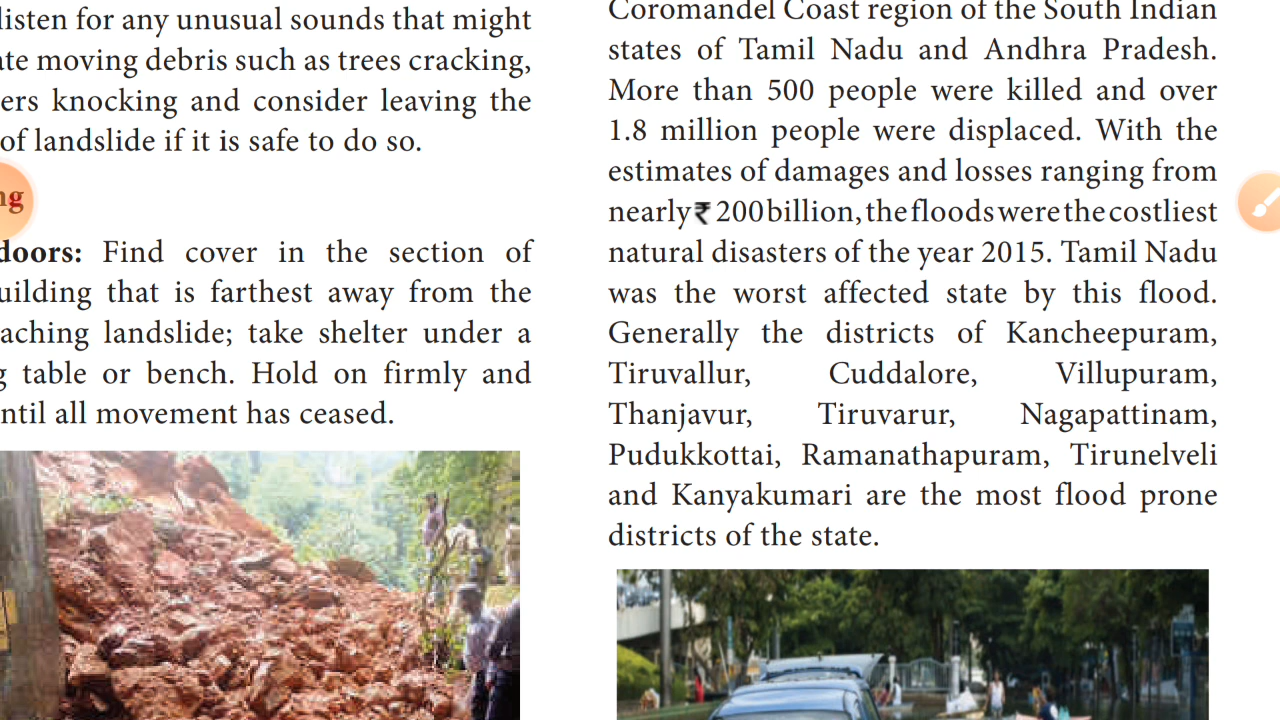 listen for any unusual sounds that might
moving debris such as trees cracking,
knocking and consider leaving the
of landslide if it is safe to do so.
Find cover in the section of
that is farthest away from the
landslide; take shelter under a
table or bench. Hold on firmly and
all movement has ceased.
Coromandel Coast region of the South Indian
states of Tamil Nadu and Andhra Pradesh.
More than 500 people were killed and over
1.8 million people were displaced. With the
estimates of damages and losses ranging from
nearly ₹ 200 billion, the floods were the costliest
natural disasters of the year 2015. Tamil Nadu
was the worst affected state by this flood.
Generally the districts of Kancheepuram,
Tiruvallur, Cuddalore, Villupuram,
Thanjavur, Tiruvarur, Nagapattinam,
Pudukkottai, Ramanathapuram, Tirunelveli
and Kanyakumari are the most flood prone
districts of the state.